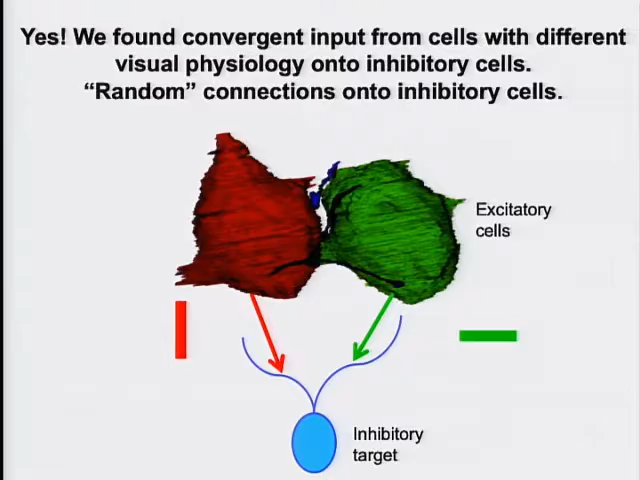 Yes! We found convergent input from cells with different
visual physiology onto inhibitory cells.
“Random” connections onto inhibitory cells.
Excitatory
cells
Inhibitory
target